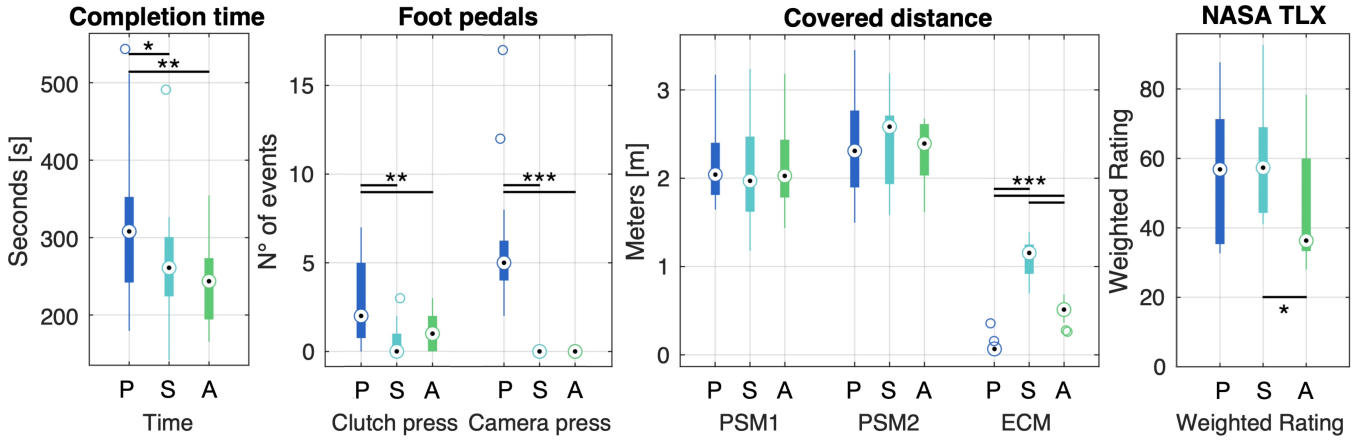 Completion time
Foot pedals
Covered distance
NASA TLX
Seconds [s]
500
400
300
200
*
**
P S A
Time
N° of events
15
10
5
0
**
***
P S A P S A
Clutch press Camera press
Meters [m]
3
2
1
0
***
P S A P S A P S A
PSM1 PSM2 ECM
Weighted Rating
80
60
40
20
0
*
P S A
Weighted Rating